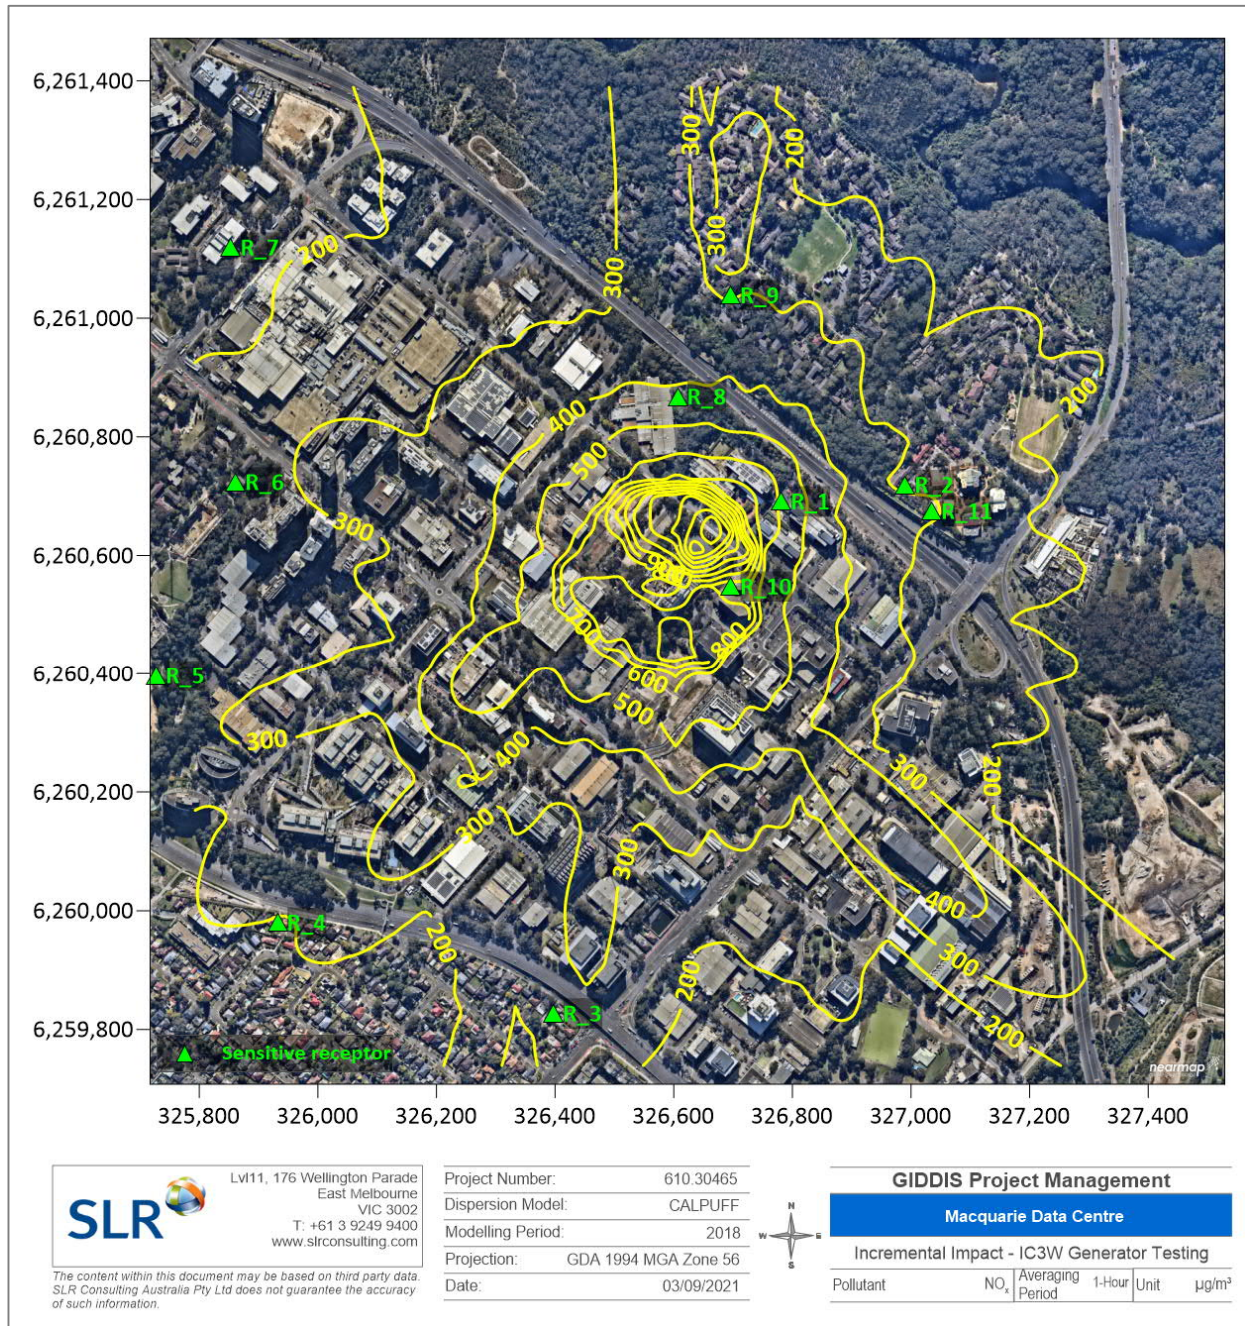 6,261,400
6,261,200
6,261,000
6,260,800
6,260,600
6,260,400
6,260,200
6,260,000
6,259,800
300
200
300
R_7
200
300
R_9
400
R_8
200
500
R_6
300
R_1
R_2
R_11
R_10
700
800
R_5
600
500
300
400
200
300
300
300
400
R_4
200
300
200
R_3
200
Sensitive receptor
nearmap
325,800 326,000 326,200 326,400 326,600 326,800 327,000 327,200 327,400
SLR
Lvl11, 176 Wellington Parade
East Melbourne
VIC 3002
T: +61 3 9249 9400
www.slrconsulting.com
The content within this document may be based on third party data.
SLR Consulting Australia Pty Ltd does not guarantee the accuracy
of such information.
Project Number: 610.30465
Dispersion Model: CALPUFF
Modelling Period: 2018
Projection: GDA 1994 MGA Zone 56
Date: 03/09/2021
N
W E
S
GIDDIS Project Management
Macquarie Data Centre
Incremental Impact - IC3W Generator Testing
Pollutant NOₓ Averaging Period 1-Hour Unit µg/m³